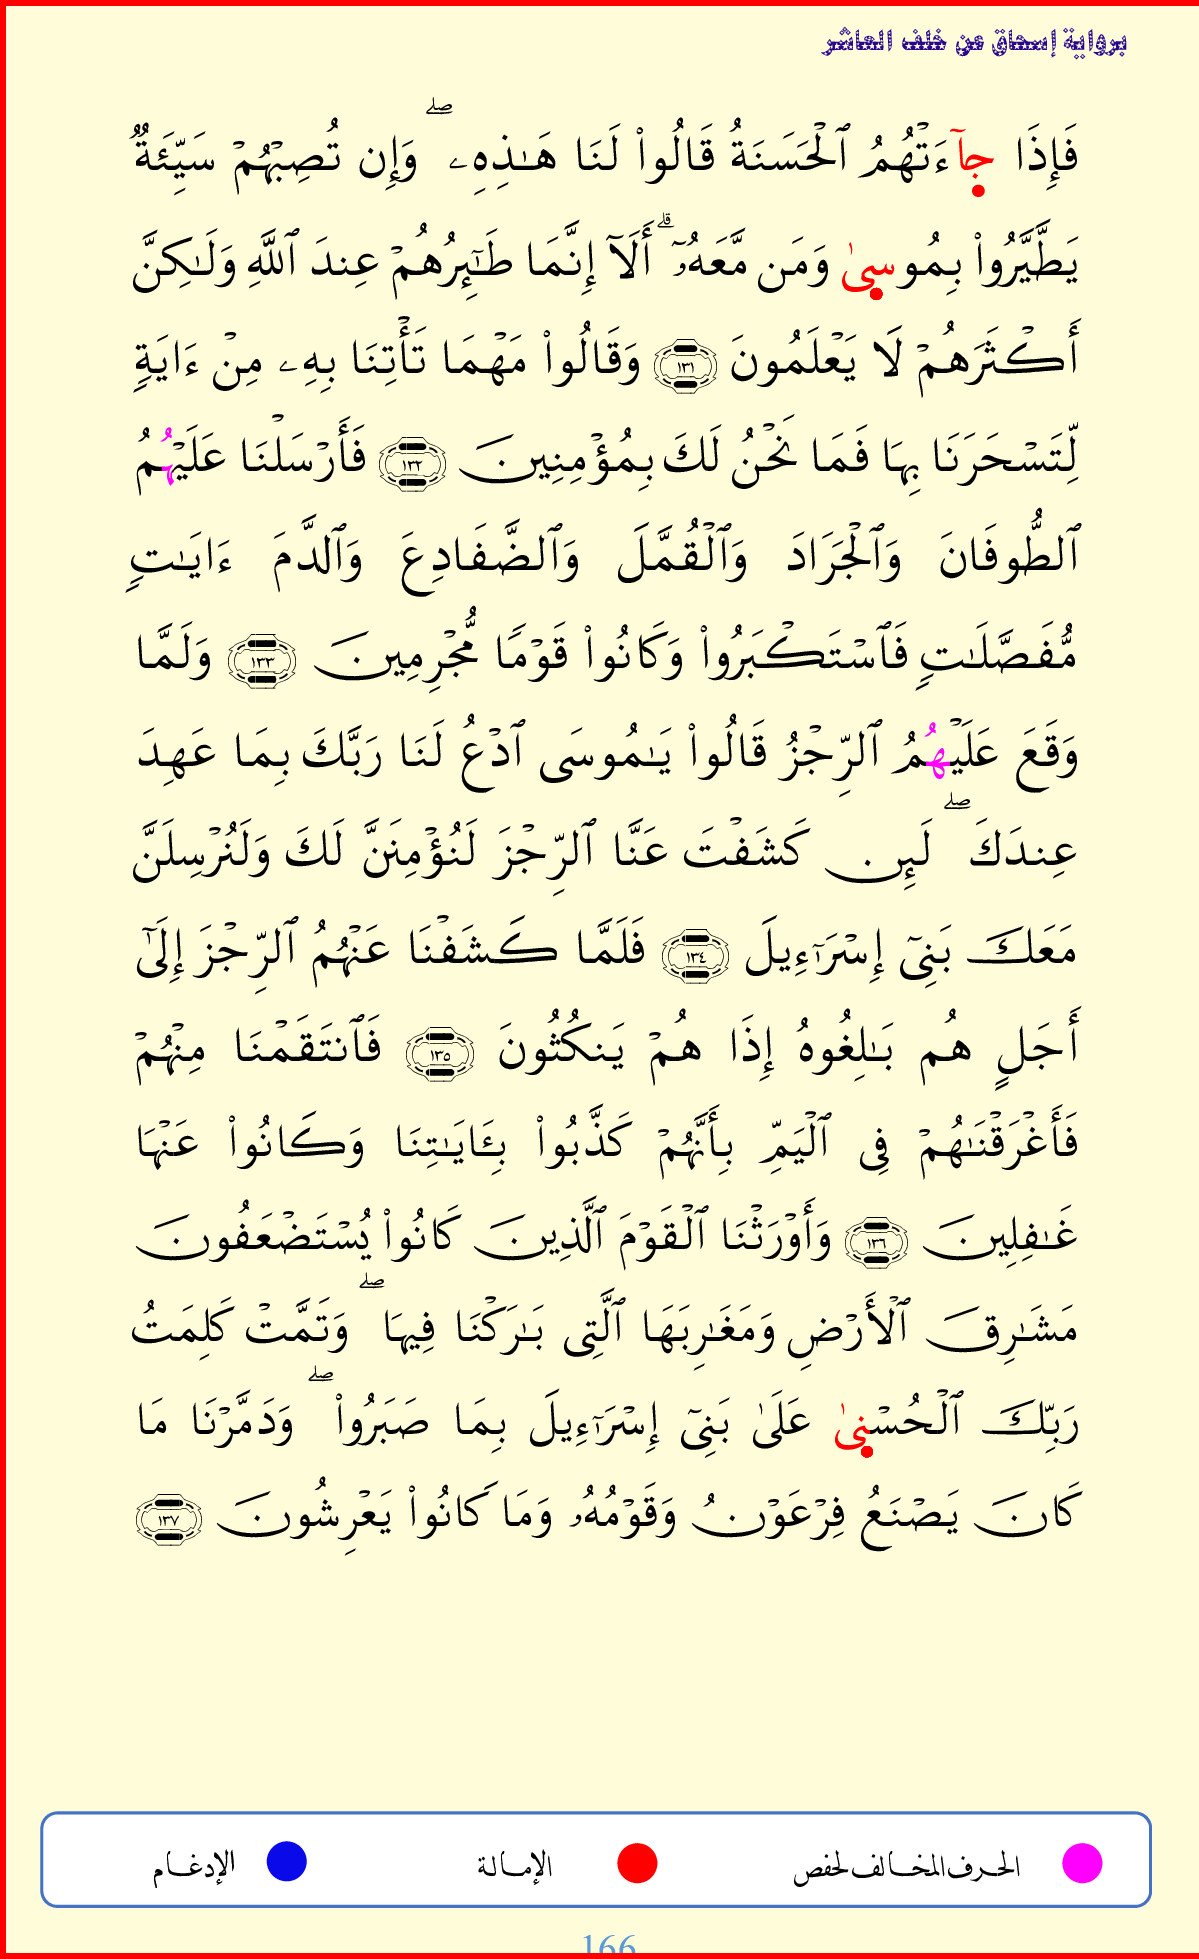 برواية إسحاق عن خلف العاشر
فَإِذَا جَآءَتْهُمُ ٱلْحَسَنَةُ قَالُوا۟ لَنَا هَـٰذِهِۦ ۖ وَإِن تُصِبْهُمْ سَيِّئَةٌ
يَطَّيَّرُوا۟ بِمُوسىٰ وَمَن مَّعَهُۥٓ ۗ أَلَآ إِنَّمَا طَـٰٓئِرُهُمْ عِندَ ٱللَّهِ وَلَـٰكِنَّ
أَكْثَرَهُمْ لَا يَعْلَمُونَ ١٣١ وَقَالُوا۟ مَهْمَا تَأْتِنَا بِهِۦ مِنْ ءَايَةٍ
لِّتَسْحَرَنَا بِهَا فَمَا نَحْنُ لَكَ بِمُؤْمِنِينَ ١٣٢ فَأَرْسَلْنَا عَلَيْهُمُ
ٱلطُّوفَانَ وَٱلْجَرَادَ وَٱلْقُمَّلَ وَٱلضَّفَادِعَ وَٱلدَّمَ ءَايَـٰتٍ
مُّفَصَّلَـٰتٍ فَٱسْتَكْبَرُوا۟ وَكَانُوا۟ قَوْمًا مُّجْرِمِينَ ١٣٣ وَلَمَّا
وَقَعَ عَلَيْهُمُ ٱلرِّجْزُ قَالُوا۟ يَـٰمُوسَى ٱدْعُ لَنَا رَبَّكَ بِمَا عَهِدَ
عِندَكَ ۖ لَئِن كَشَفْتَ عَنَّا ٱلرِّجْزَ لَنُؤْمِنَنَّ لَكَ وَلَنُرْسِلَنَّ
مَعَكَ بَنِىٓ إِسْرَٰٓءِيلَ ١٣٤ فَلَمَّا كَشَفْنَا عَنْهُمُ ٱلرِّجْزَ إِلَىٰٓ
أَجَلٍ هُم بَـٰلِغُوهُ إِذَا هُمْ يَنكُثُونَ ١٣٥ فَٱنتَقَمْنَا مِنْهُمْ
فَأَغْرَقْنَـٰهُمْ فِى ٱلْيَمِّ بِأَنَّهُمْ كَذَّبُوا۟ بِـَٔايَـٰتِنَا وَكَانُوا۟ عَنْهَا
غَـٰفِلِينَ ١٣٦ وَأَوْرَثْنَا ٱلْقَوْمَ ٱلَّذِينَ كَانُوا۟ يُسْتَضْعَفُونَ
مَشَـٰرِقَ ٱلْأَرْضِ وَمَغَـٰرِبَهَا ٱلَّتِى بَـٰرَكْنَا فِيهَا ۖ وَتَمَّتْ كَلِمَتُ
رَبِّكَ ٱلْحُسْنىٰ عَلَىٰ بَنِىٓ إِسْرَٰٓءِيلَ بِمَا صَبَرُوا۟ ۖ وَدَمَّرْنَا مَا
كَانَ يَصْنَعُ فِرْعَوْنُ وَقَوْمُهُۥ وَمَا كَانُوا۟ يَعْرِشُونَ ١٣٧
الحرف المخالف لحفص الإمالة الإدغام
166